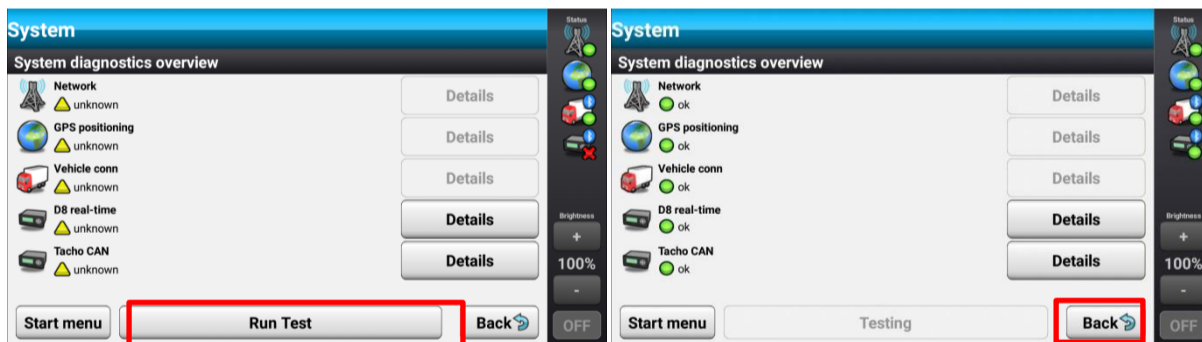 System
System diagnostics overview
Network
unknown
Details
GPS positioning
unknown
Details
Vehicle conn
unknown
Details
D8 real-time
unknown
Details
Tacho CAN
unknown
Details
Start menu
Run Test
Back
Status
Brightness
+
100%
-
OFF
System
System diagnostics overview
Network
ok
Details
GPS positioning
ok
Details
Vehicle conn
ok
Details
D8 real-time
ok
Details
Tacho CAN
ok
Details
Start menu
Testing
Back
Status
Brightness
+
100%
-
OFF